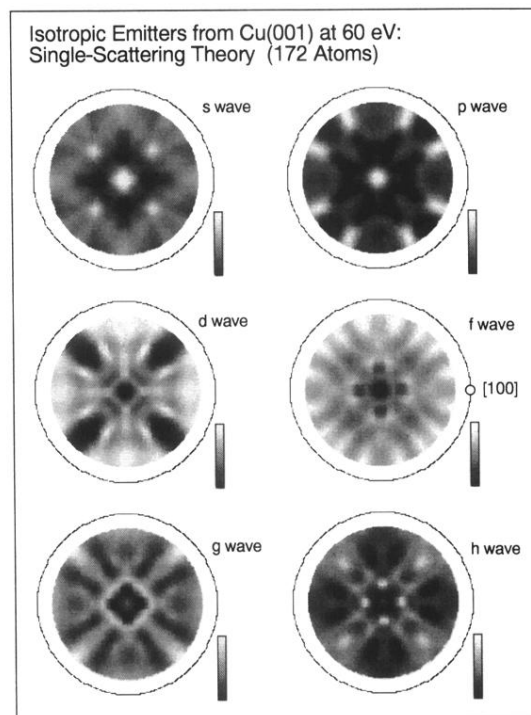 Isotropic Emitters from Cu(001) at 60 eV:
Single-Scattering Theory (172 Atoms)
s wave
p wave
d wave
f wave
[100]
g wave
h wave